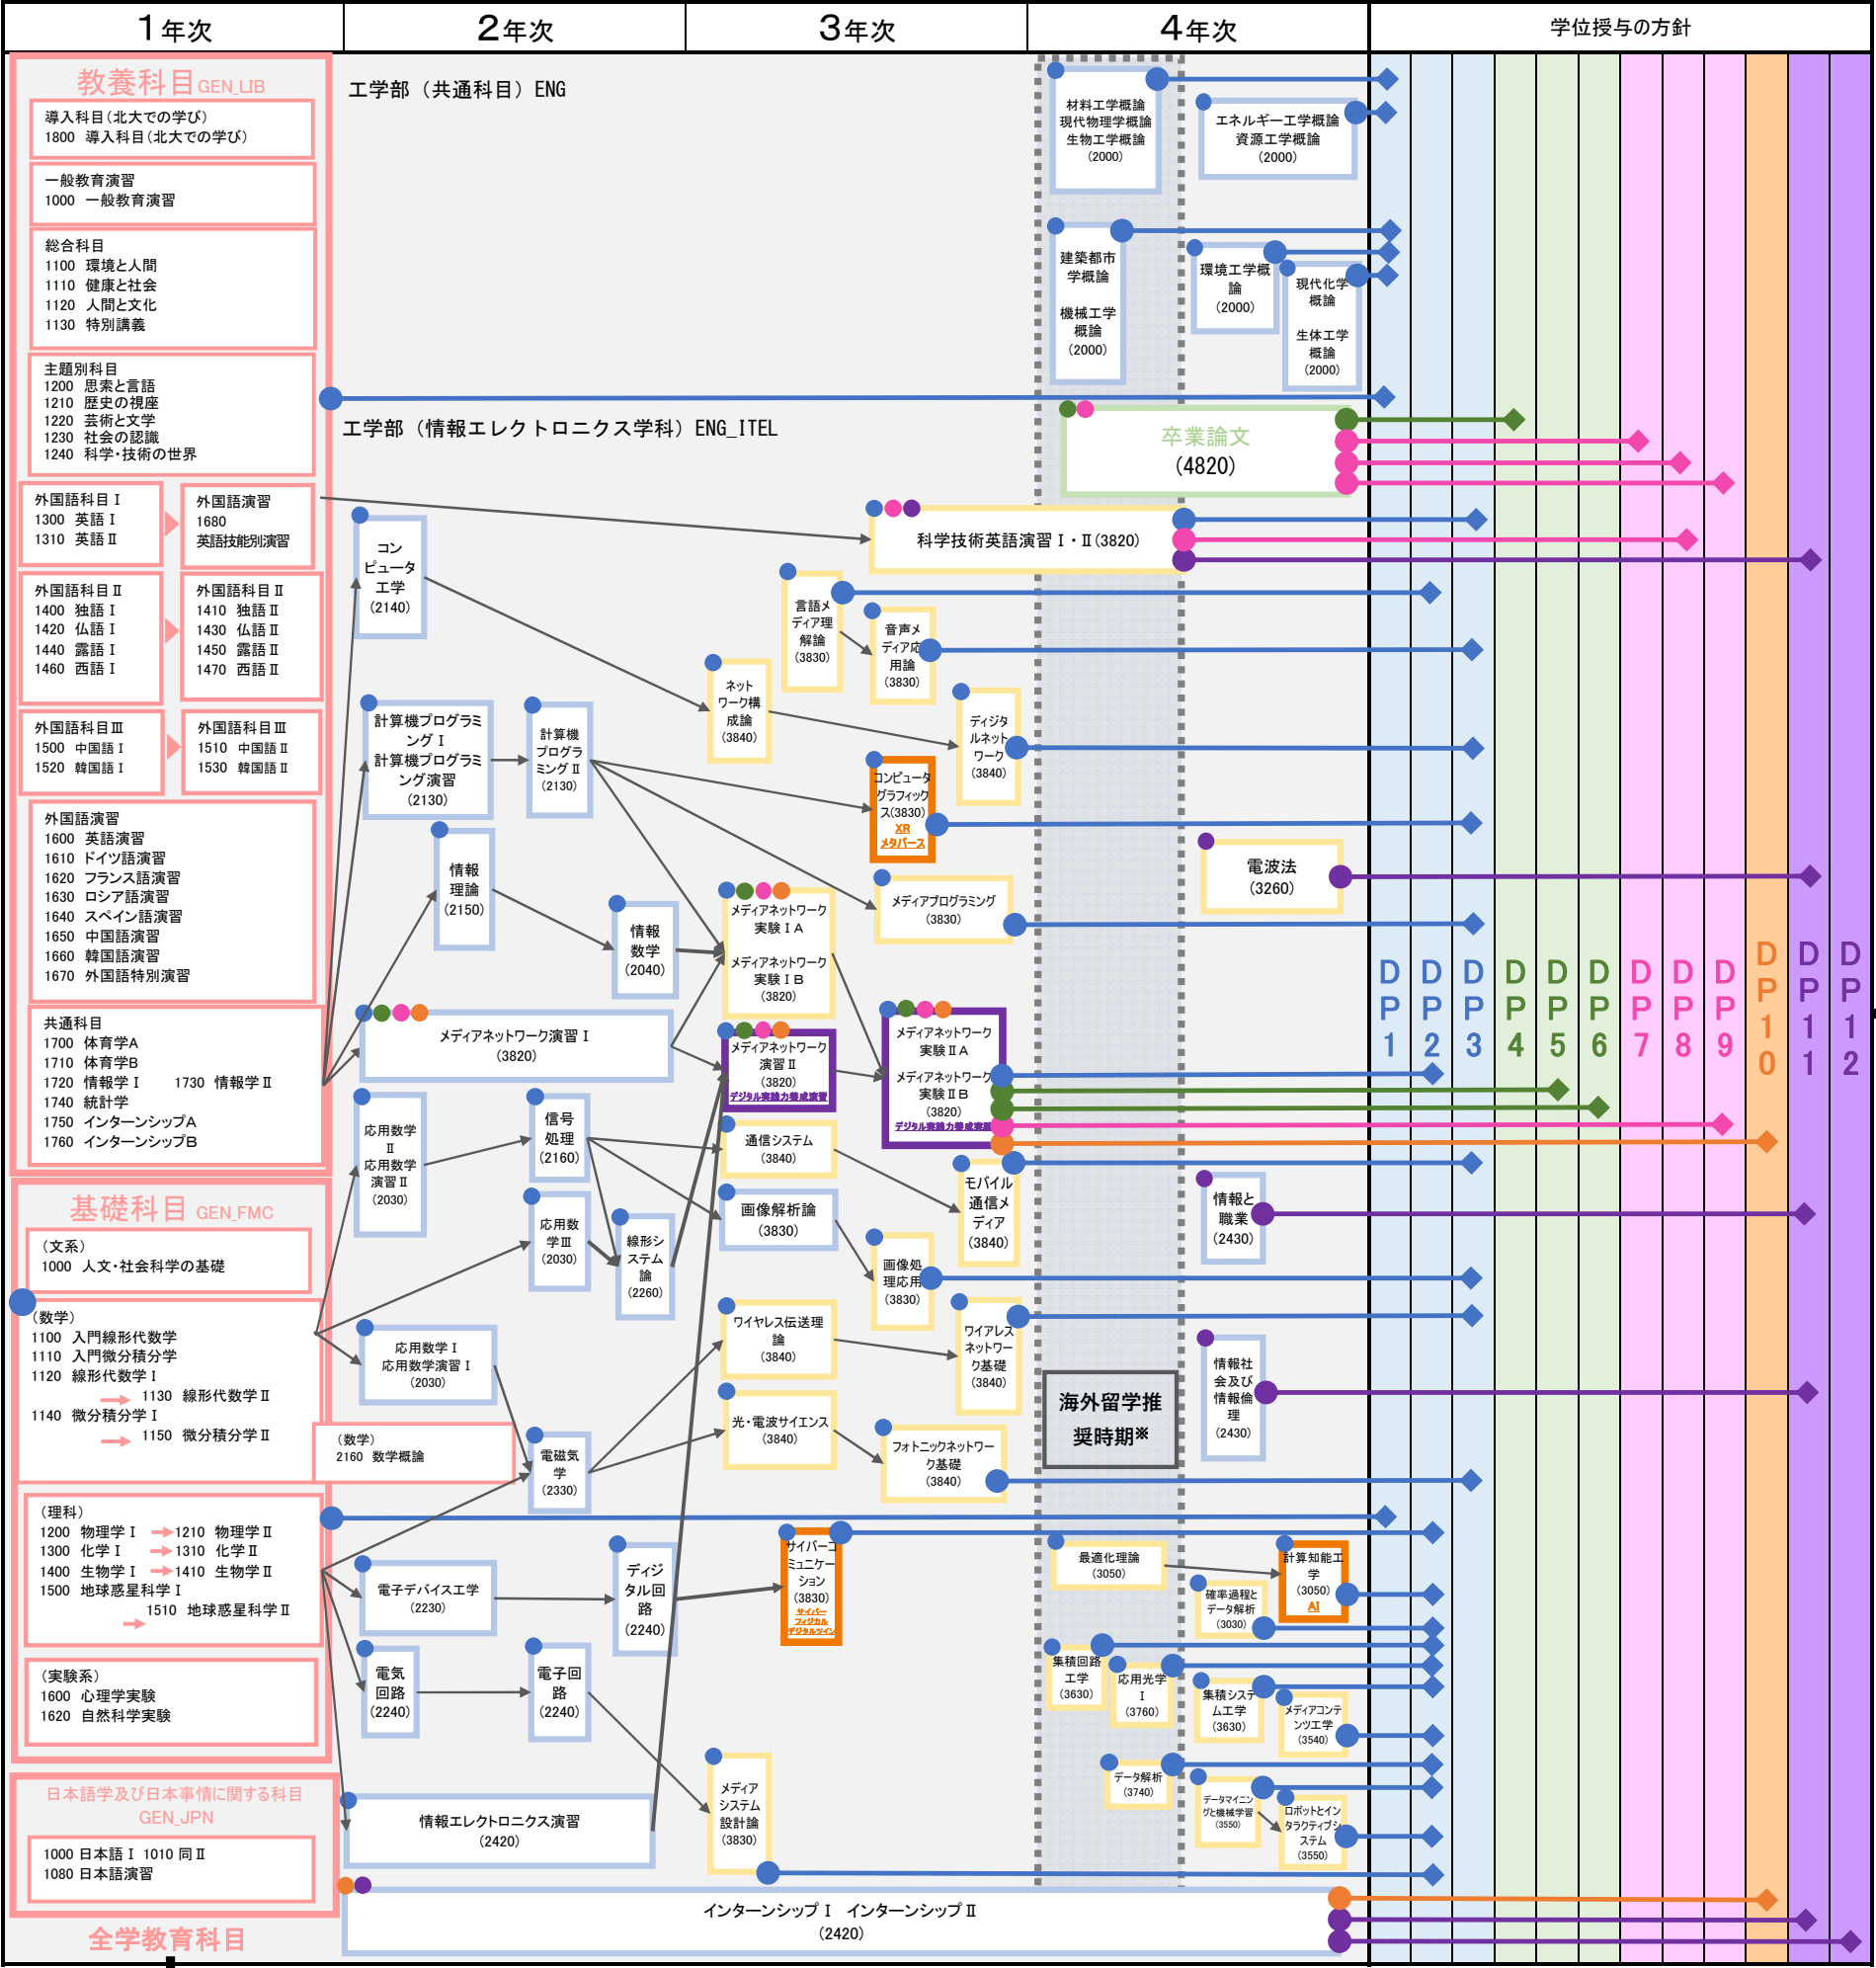 1年次
2年次
3年次
4年次
学位授与の方針
教養科目 GEN_LIB
導入科目(北大での学び)
1800 導入科目(北大での学び)
一般教育演習
1000 一般教育演習
総合科目
1100 環境と人間
1110 健康と社会
1120 人間と文化
1130 特別講義
主題別科目
1200 思索と言語
1210 歴史の視座
1220 芸術と文学
1230 社会の認識
1240 科学・技術の世界
外国語科目Ⅰ
1300 英語Ⅰ
1310 英語Ⅱ
外国語演習
1680
英語技能別演習
外国語科目Ⅱ
1400 独語Ⅰ
1420 仏語Ⅰ
1440 露語Ⅰ
1460 西語Ⅰ
外国語科目Ⅱ
1410 独語Ⅱ
1430 仏語Ⅱ
1450 露語Ⅱ
1470 西語Ⅱ
外国語科目Ⅲ
1500 中国語Ⅰ
1520 韓国語Ⅰ
外国語科目Ⅲ
1510 中国語Ⅱ
1530 韓国語Ⅱ
外国語演習
1600 英語演習
1610 ドイツ語演習
1620 フランス語演習
1630 ロシア語演習
1640 スペイン語演習
1650 中国語演習
1660 韓国語演習
1670 外国語特別演習
共通科目
1700 体育学A
1710 体育学B
1720 情報学Ⅰ 1730 情報学Ⅱ
1740 統計学
1750 インターンシップA
1760 インターンシップB
基礎科目 GEN_FMC
(文系)
1000 人文・社会科学の基礎
(数学)
1100 入門線形代数学
1110 入門微分積分学
1120 線形代数学Ⅰ
1130 線形代数学Ⅱ
1140 微分積分学Ⅰ
1150 微分積分学Ⅱ
(数学)
2160 数学概論
(理科)
1200 物理学Ⅰ 1210 物理学Ⅱ
1300 化学Ⅰ 1310 化学Ⅱ
1400 生物学Ⅰ 1410 生物学Ⅱ
1500 地球惑星科学Ⅰ
1510 地球惑星科学Ⅱ
(実験系)
1600 心理学実験
1620 自然科学実験
日本語学及び日本事情に関する科目
GEN_JPN
1000 日本語Ⅰ 1010 同Ⅱ
1080 日本語演習
全学教育科目
工学部(共通科目)ENG
材料工学概論
現代物理学概論
生物工学概論
(2000)
エネルギー工学概論
資源工学概論
(2000)
建築都市
学概論
機械工学
概論
(2000)
環境工学概
論
(2000)
現代化学
概論
生体工学
概論
(2000)
工学部(情報エレクトロニクス学科)ENG_ITEL
卒業論文
(4820)
科学技術英語演習Ⅰ・Ⅱ(3820)
コン
ピュータ
工学
(2140)
言語メ
ディア理
解論
(3830)
音声メ
ディア応
用論
(3830)
ネット
ワーク構
成論
(3840)
ディジタ
ルネット
ワーク
(3840)
計算機プログラミ
ングⅠ
計算機プログラミ
ング演習
(2130)
計算機
プログラ
ミングⅡ
(2130)
コンピュータ
グラフィック
ス(3830)
XR
メタバース
情報
理論
(2150)
情報
数学
(2040)
メディアネットワーク
実験ⅠA
メディアネットワーク
実験ⅠB
(3820)
メディアプログラミング
(3830)
電波法
(3260)
メディアネットワーク演習Ⅰ
(3820)
メディアネットワーク
演習Ⅱ
(3820)
デジタル実践力養成演習
メディアネットワーク
実験ⅡA
メディアネットワーク
実験ⅡB
(3820)
デジタル実践力養成実験
応用数学
Ⅱ
応用数学
演習Ⅱ
(2030)
信号
処理
(2160)
通信システム
(3840)
モバイル
通信メ
ディア
(3840)
応用数
学Ⅲ
(2030)
線形シ
ステム
論
(2260)
画像解析論
(3830)
画像処
理応用
(3830)
情報と
職業
(2430)
応用数学Ⅰ
応用数学演習Ⅰ
(2030)
ワイヤレス伝送理
論
(3840)
ワイアレス
ネットワー
ク基礎
(3840)
情報社
会及び
情報倫
理
(2430)
海外留学推
奨時期※
電磁気
学
(2330)
光・電波サイエンス
(3840)
フォトニックネットワー
ク基礎
(3840)
電子デバイス工学
(2230)
ディジ
タル回
路
(2240)
サイバーコ
ミュニケー
ション
(3830)
サイバー
フィジカル
デジタルツイン
最適化理論
(3050)
計算知能工
学
(3050)
AI
確率過程と
データ解析
(3030)
電気
回路
(2240)
電子回
路
(2240)
集積回路
工学
(3630)
応用光学
Ⅰ
(3760)
集積システ
ム工学
(3630)
メディアコンテ
ンツ工学
(3540)
メディア
システム
設計論
(3830)
データ解析
(3740)
データマイニン
グと機械学習
(3550)
ロボットとイン
タラクティブシ
ステム
(3550)
情報エレクトロニクス演習
(2420)
インターンシップⅠ インターンシップⅡ
(2420)
DP1
DP2
DP3
DP4
DP5
DP6
DP7
DP8
DP9
DP10
DP11
DP12